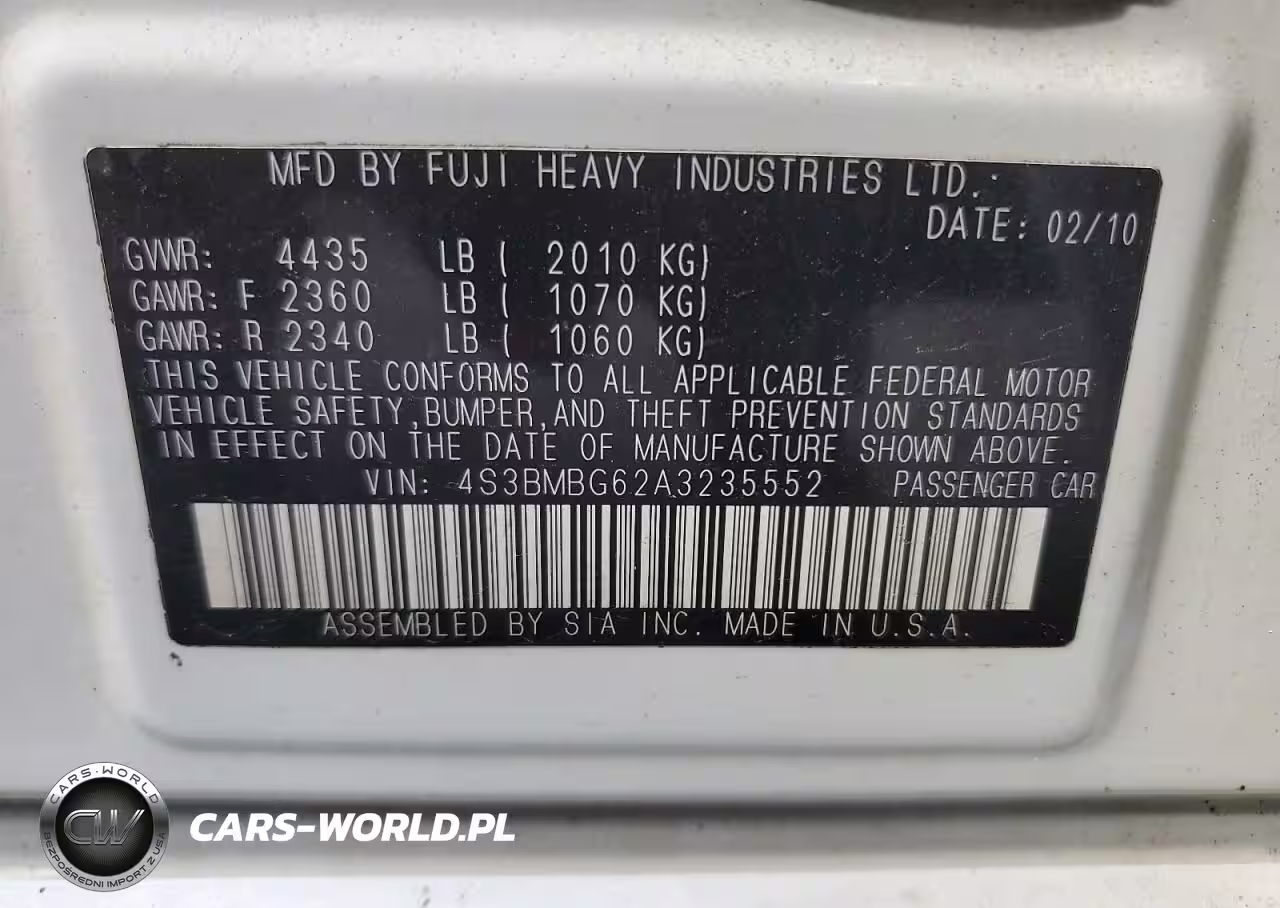 MFD BY FUJI HEAVY INDUSTRIES LTD.
DATE: 02/10
GVWR: 4435 LB ( 2010 KG)
GAWR: F 2360 LB ( 1070 KG)
GAWR: R 2340 LB ( 1060 KG)
THIS VEHICLE CONFORMS TO ALL APPLICABLE FEDERAL MOTOR
VEHICLE SAFETY, BUMPER, AND THEFT PREVENTION STANDARDS
IN EFFECT ON THE DATE OF MANUFACTURE SHOWN ABOVE.
VIN: 4S3BMBG62A3235552 PASSENGER CAR
ASSEMBLED BY SIA INC. MADE IN U.S.A.
CARS-WORLD
CW
BEZPOŚREDNI IMPORT Z USA
CARS-WORLD.PL